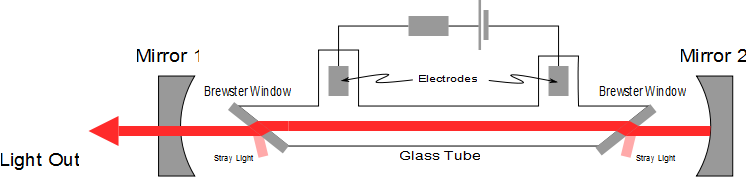 Mirror 1
Mirror 2
Electrodes
Brewster Window
Brewster Window
Light Out
Stray Light
Glass Tube
Stray Light